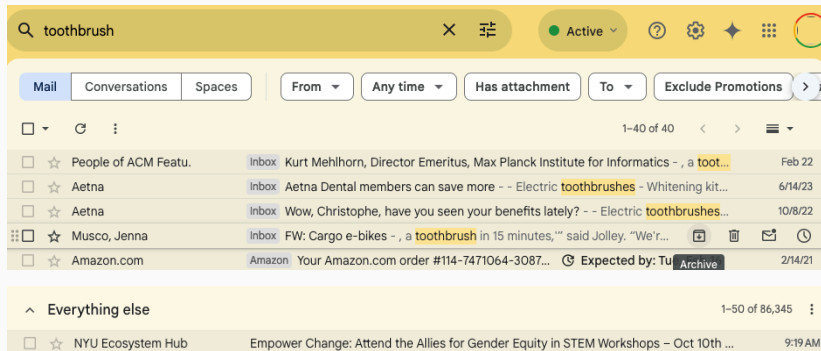 toothbrush Active
Mail Conversations Spaces From Any time Has attachment To Exclude Promotions
1–40 of 40
People of ACM Featu. Inbox Kurt Mehlhorn, Director Emeritus, Max Planck Institute for Informatics - , a toot... Feb 22
Aetna Inbox Aetna Dental members can save more - - Electric toothbrushes - Whitening kit... 6/14/23
Aetna Inbox Wow, Christophe, have you seen your benefits lately? - - Electric toothbrushes... 10/8/22
Musco, Jenna Inbox FW: Cargo e-bikes - , a toothbrush in 15 minutes,'” said Jolley. “We'r...
Amazon.com Amazon Your Amazon.com order #114-7471064-3087... Expected by: Tu 2/14/21
Archive
Everything else 1–50 of 86,345
NYU Ecosystem Hub Empower Change: Attend the Allies for Gender Equity in STEM Workshops – Oct 10th ... 9:19 AM